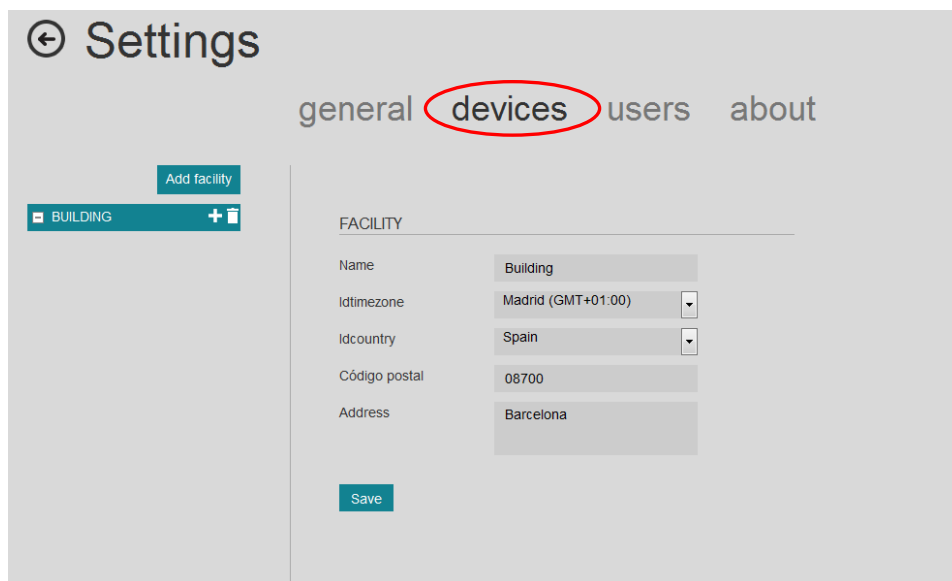 Settings
general devices users about
Add facility
BUILDING
FACILITY
Name Building
Idtimezone Madrid (GMT+01:00)
Idcountry Spain
Código postal 08700
Address Barcelona
Save